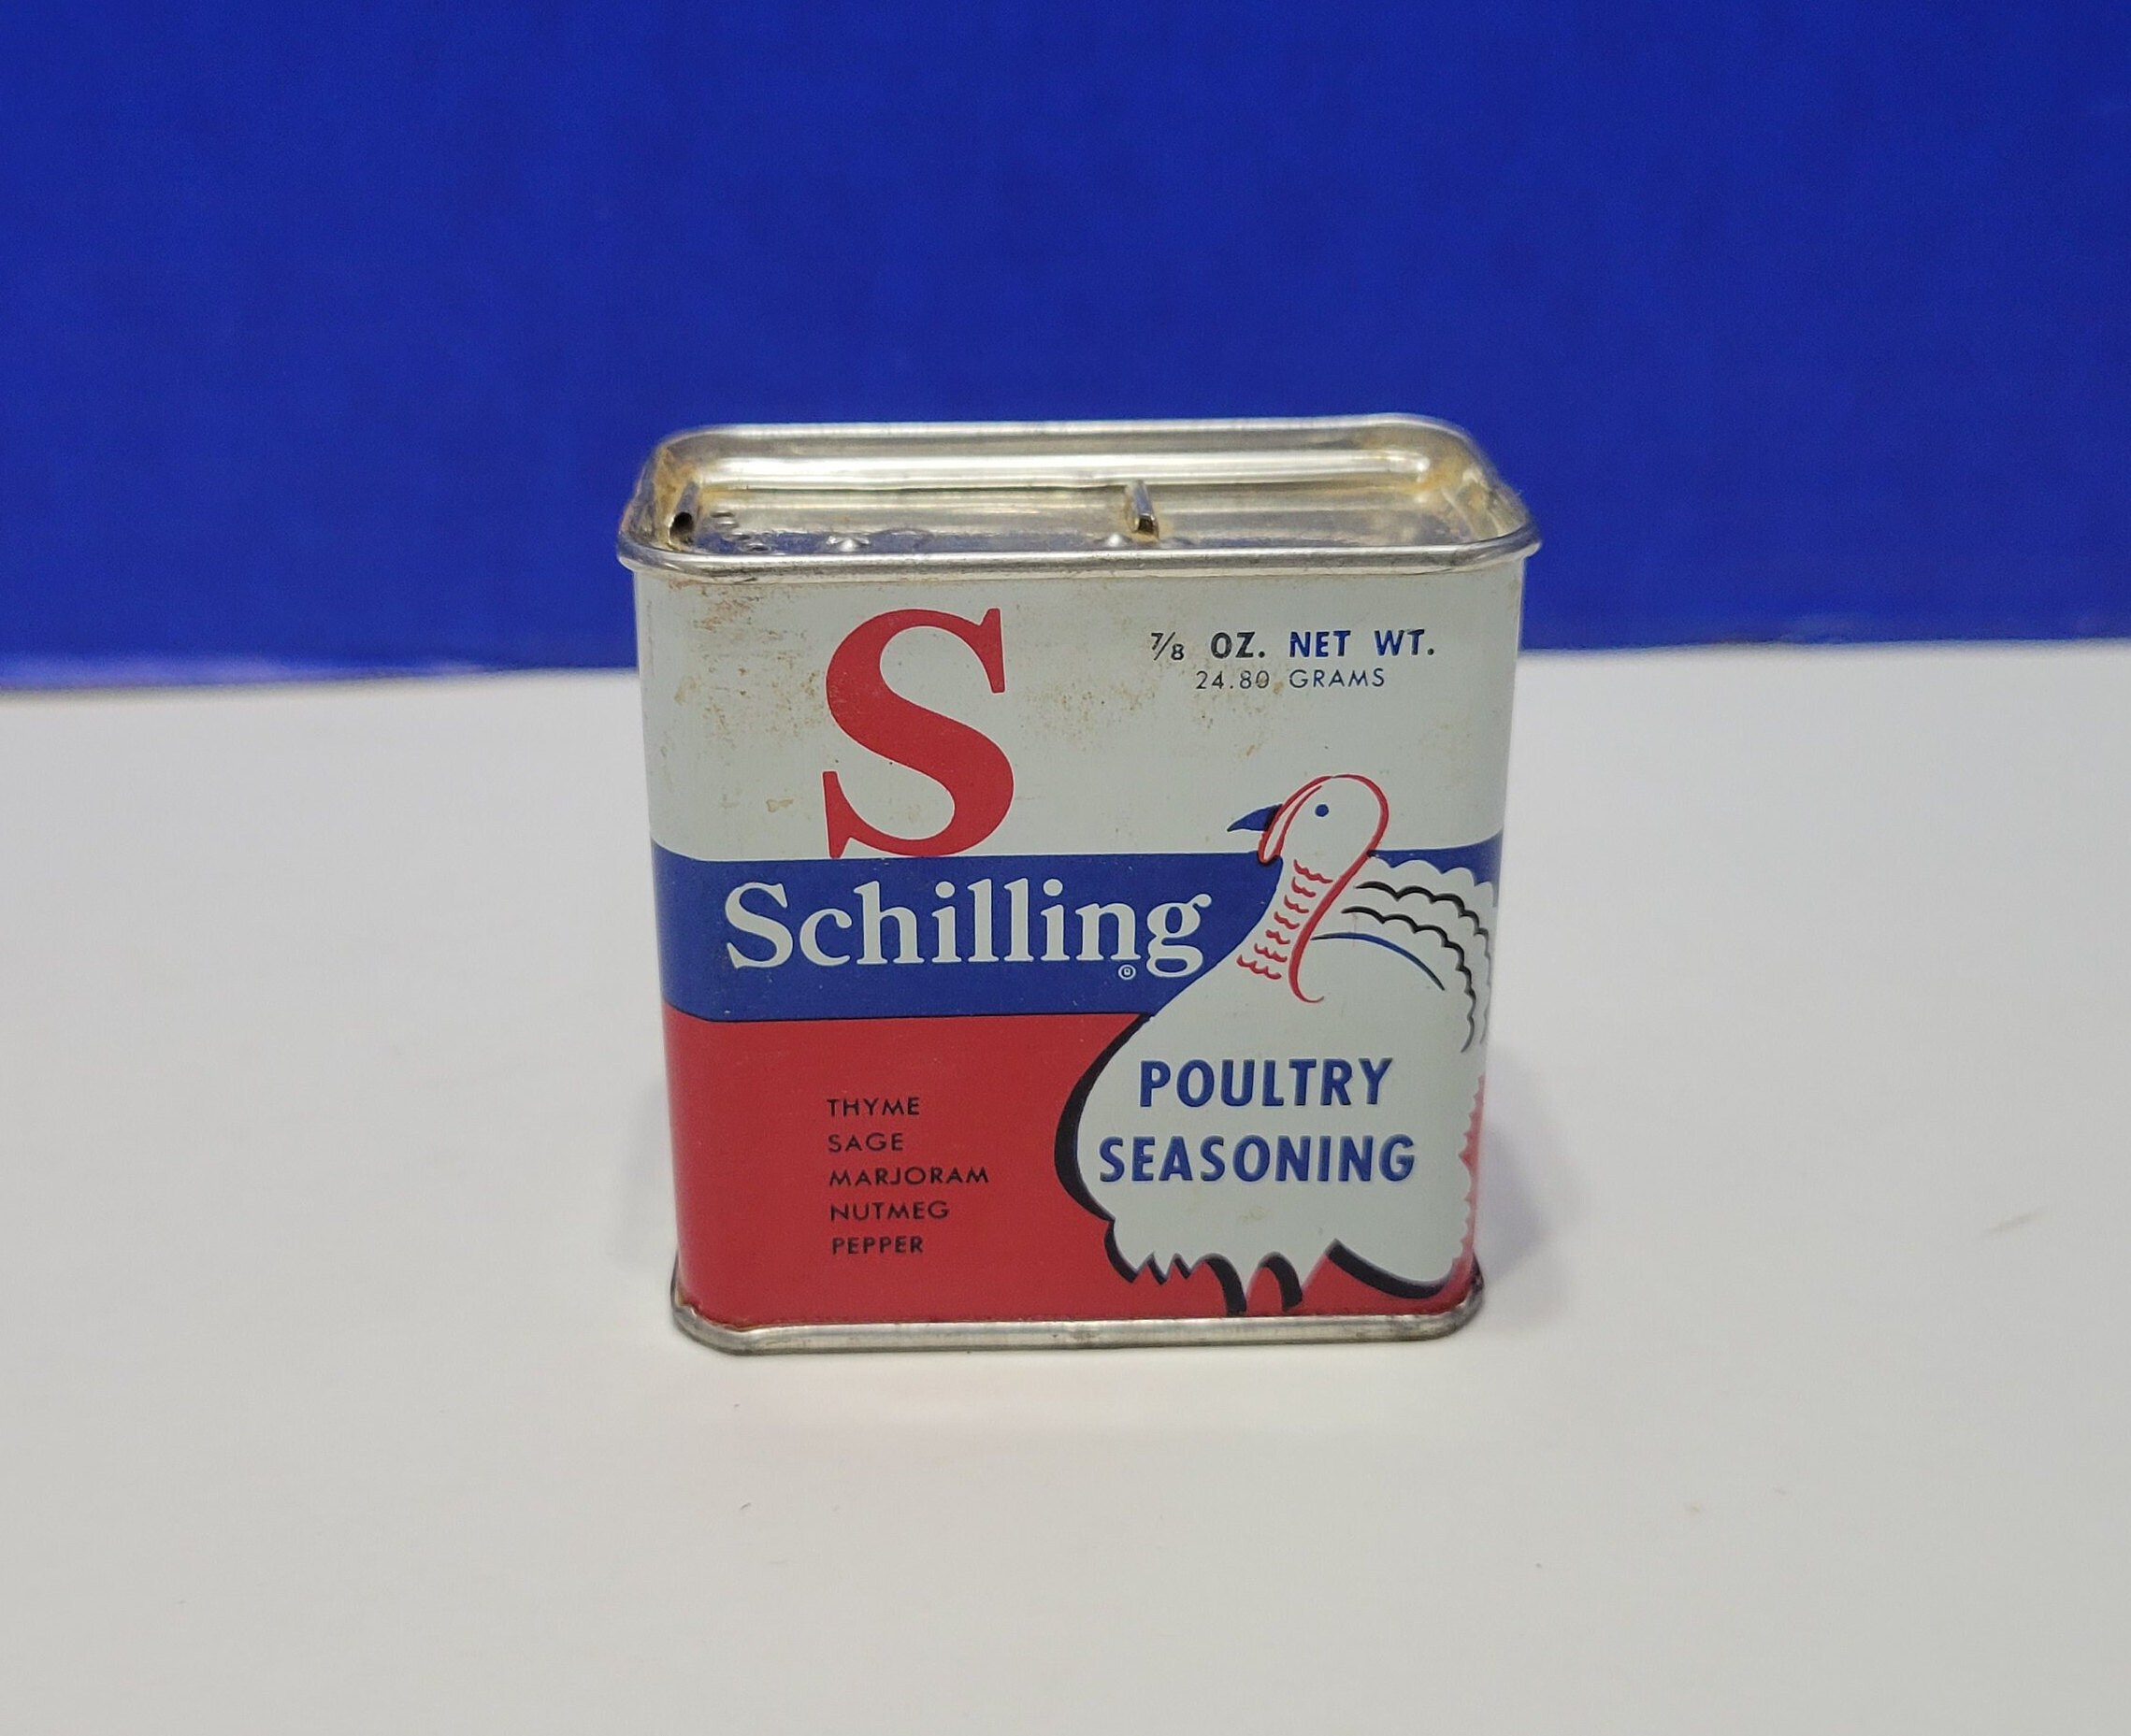 S
7/8 OZ. NET WT.
24.80 GRAMS
Schilling®
POULTRY
SEASONING
THYME
SAGE
MARJORAM
NUTMEG
PEPPER